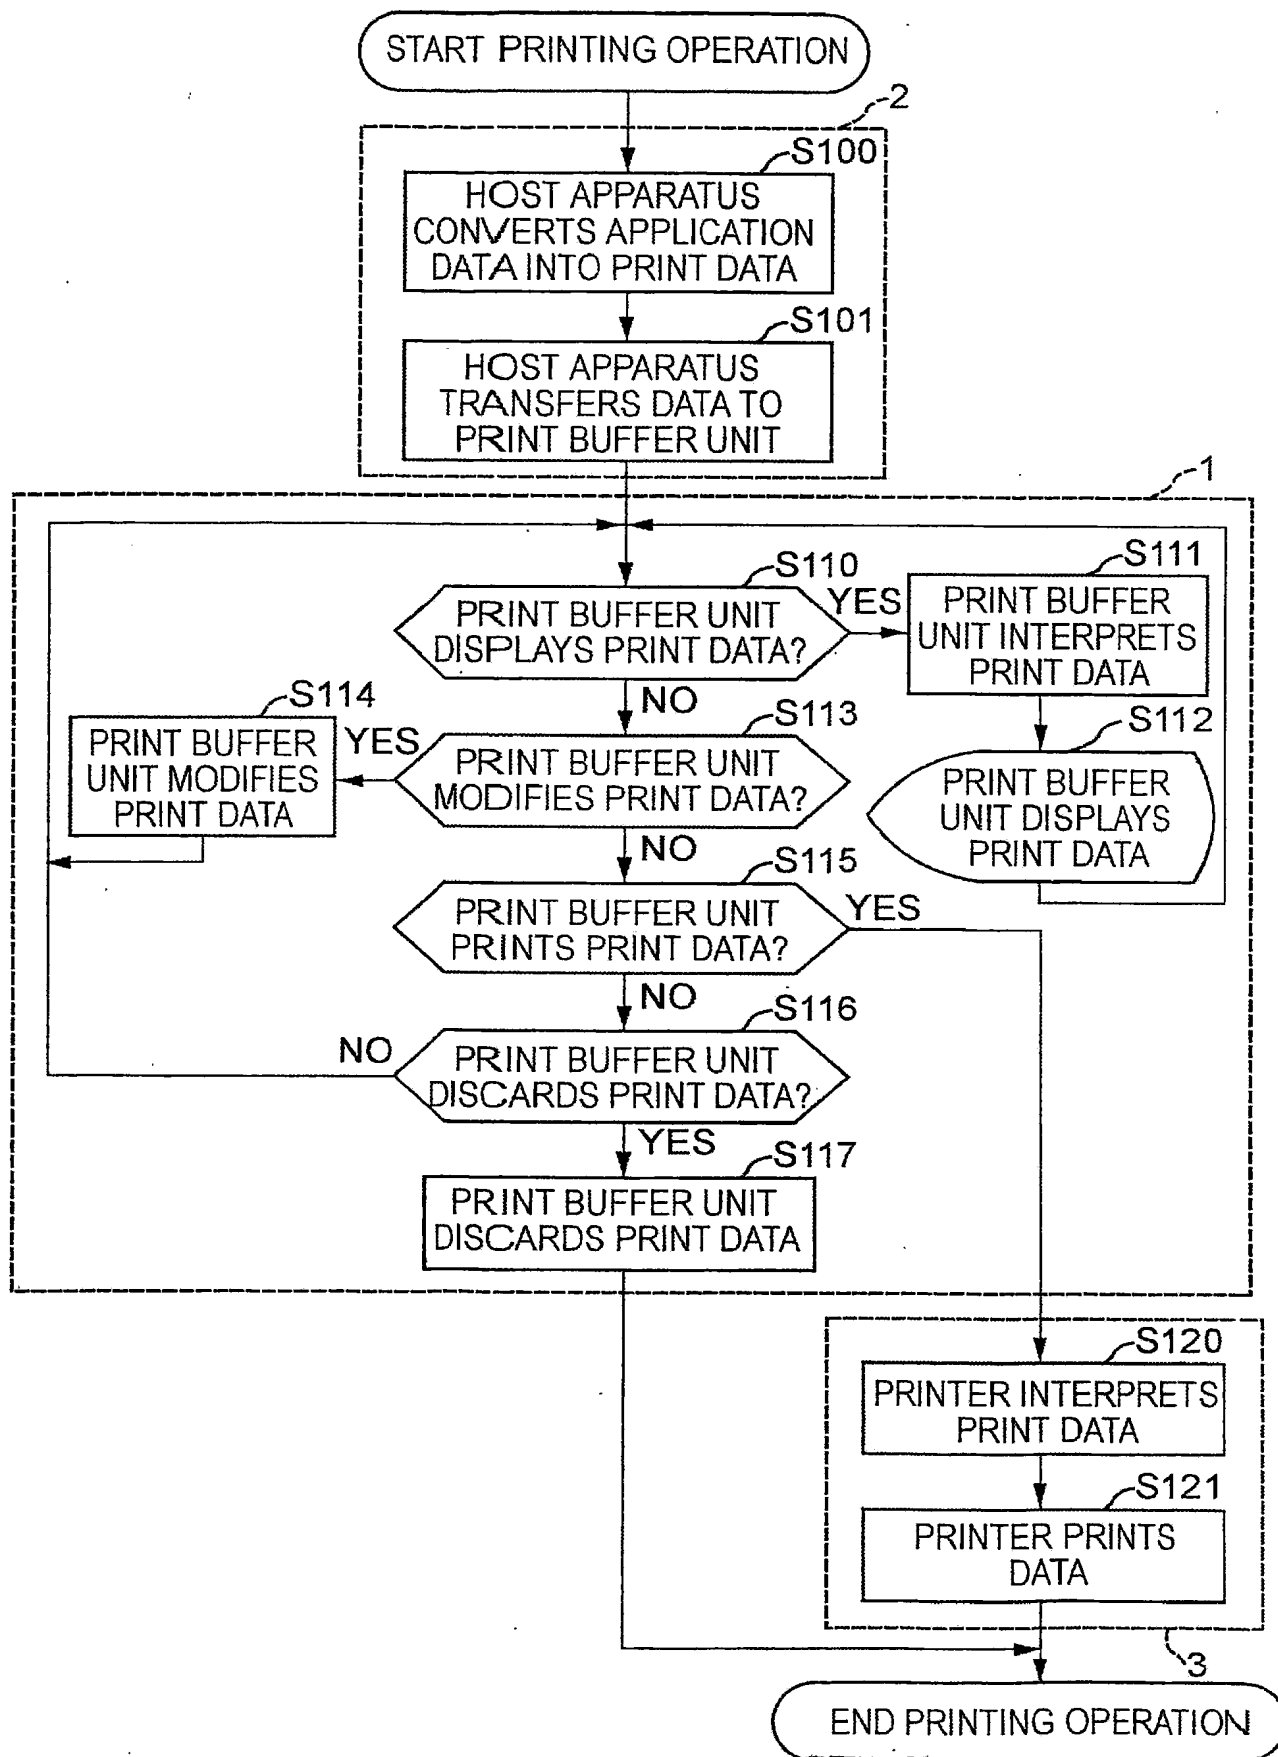 START PRINTING OPERATION
2
S100
HOST APPARATUS
CONVERTS APPLICATION
DATA INTO PRINT DATA
S101
HOST APPARATUS
TRANSFERS DATA TO
PRINT BUFFER UNIT
1
S110
PRINT BUFFER UNIT
DISPLAYS PRINT DATA?
YES
S111
PRINT BUFFER
UNIT INTERPRETS
PRINT DATA
NO
S112
PRINT BUFFER
UNIT DISPLAYS
PRINT DATA
S113
PRINT BUFFER UNIT
MODIFIES PRINT DATA?
YES
S114
PRINT BUFFER
UNIT MODIFIES
PRINT DATA
NO
S115
PRINT BUFFER UNIT
PRINTS PRINT DATA?
YES
NO
S116
PRINT BUFFER UNIT
DISCARDS PRINT DATA?
NO
YES
S117
PRINT BUFFER UNIT
DISCARDS PRINT DATA
S120
PRINTER INTERPRETS
PRINT DATA
S121
PRINTER PRINTS
DATA
3
END PRINTING OPERATION